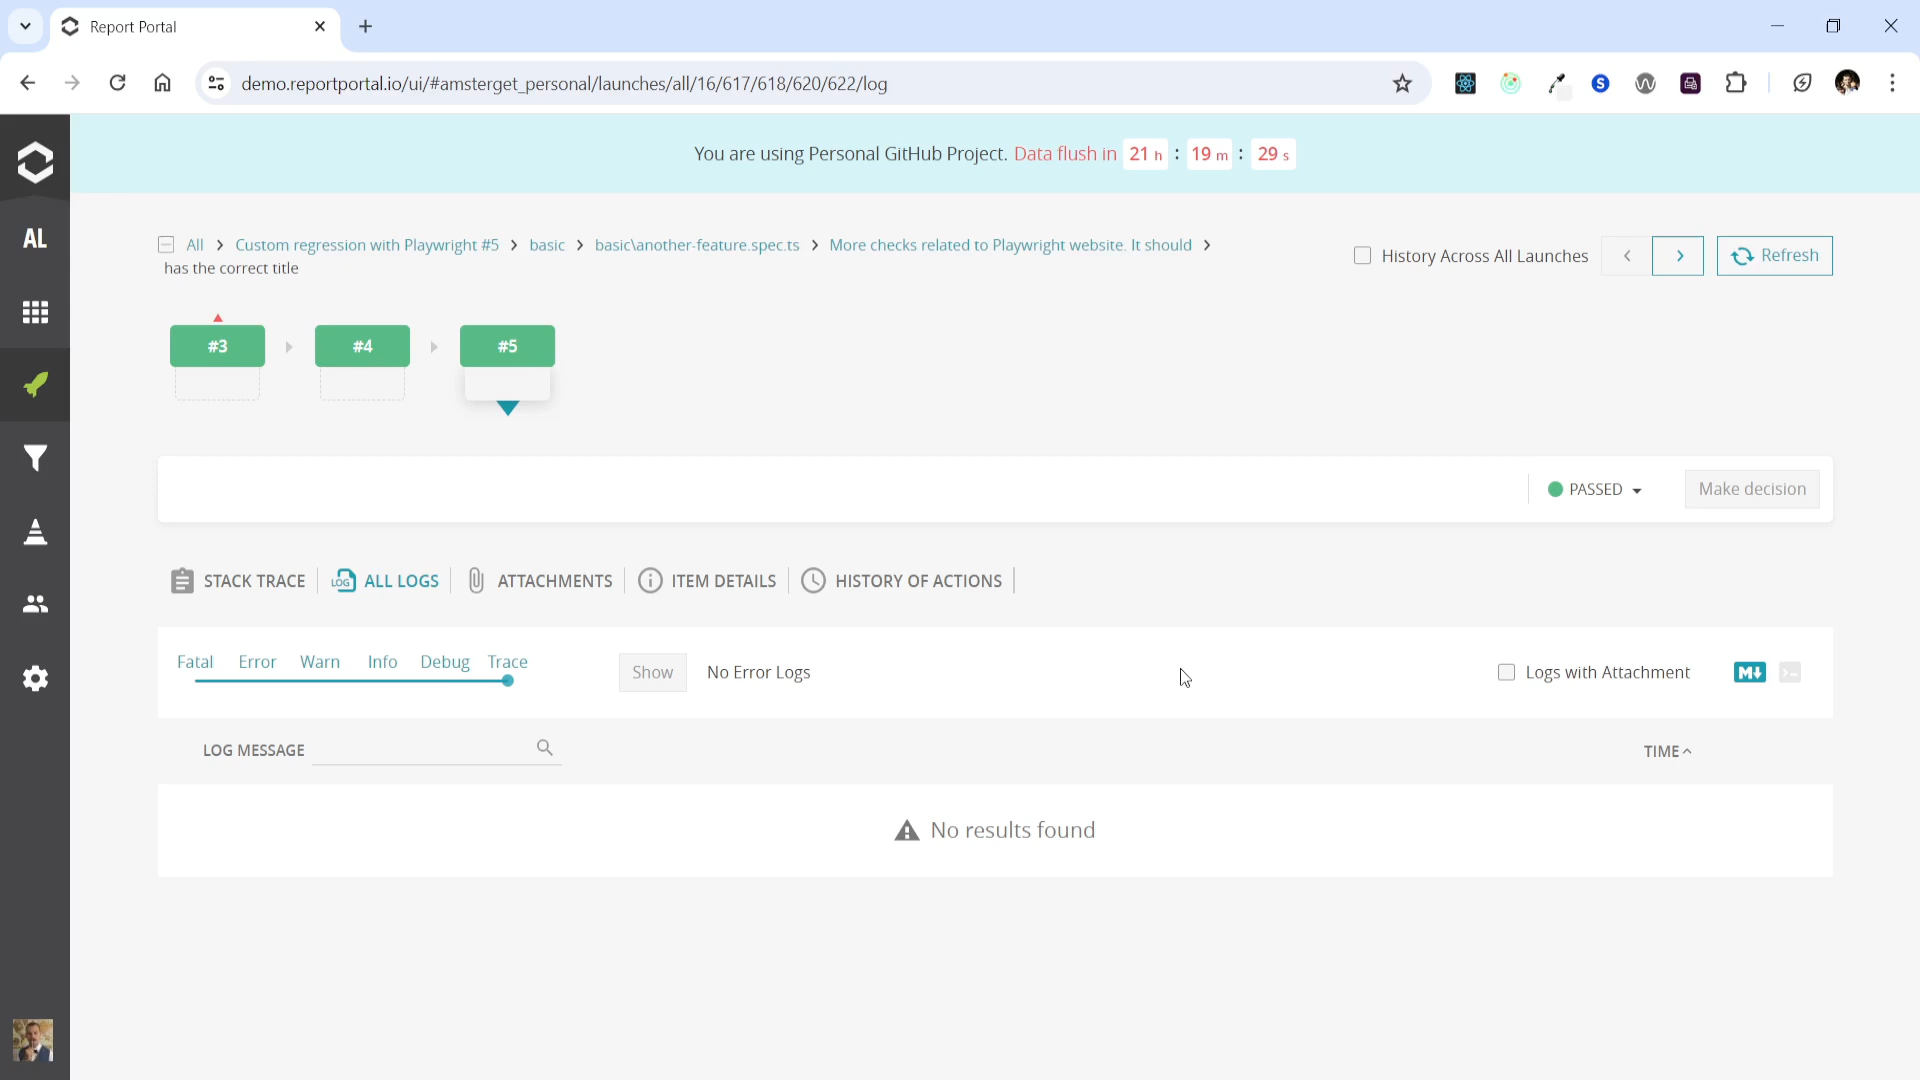 Report Portal
demo.reportportal.io/ui/#amsterget_personal/launches/all/16/617/618/620/622/log
S
You are using Personal GitHub Project. Data flush in 21 h : 19 m : 29 s
AL
All > Custom regression with Playwright #5 > basic > basic\another-feature.spec.ts > More checks related to Playwright website. It should >
has the correct title
History Across All Launches
Refresh
#3
#4
#5
PASSED
Make decision
STACK TRACE
LOG
ALL LOGS
ATTACHMENTS
ITEM DETAILS
HISTORY OF ACTIONS
Fatal Error Warn Info Debug Trace
Show
No Error Logs
Logs with Attachment
M
LOG MESSAGE
TIME
No results found